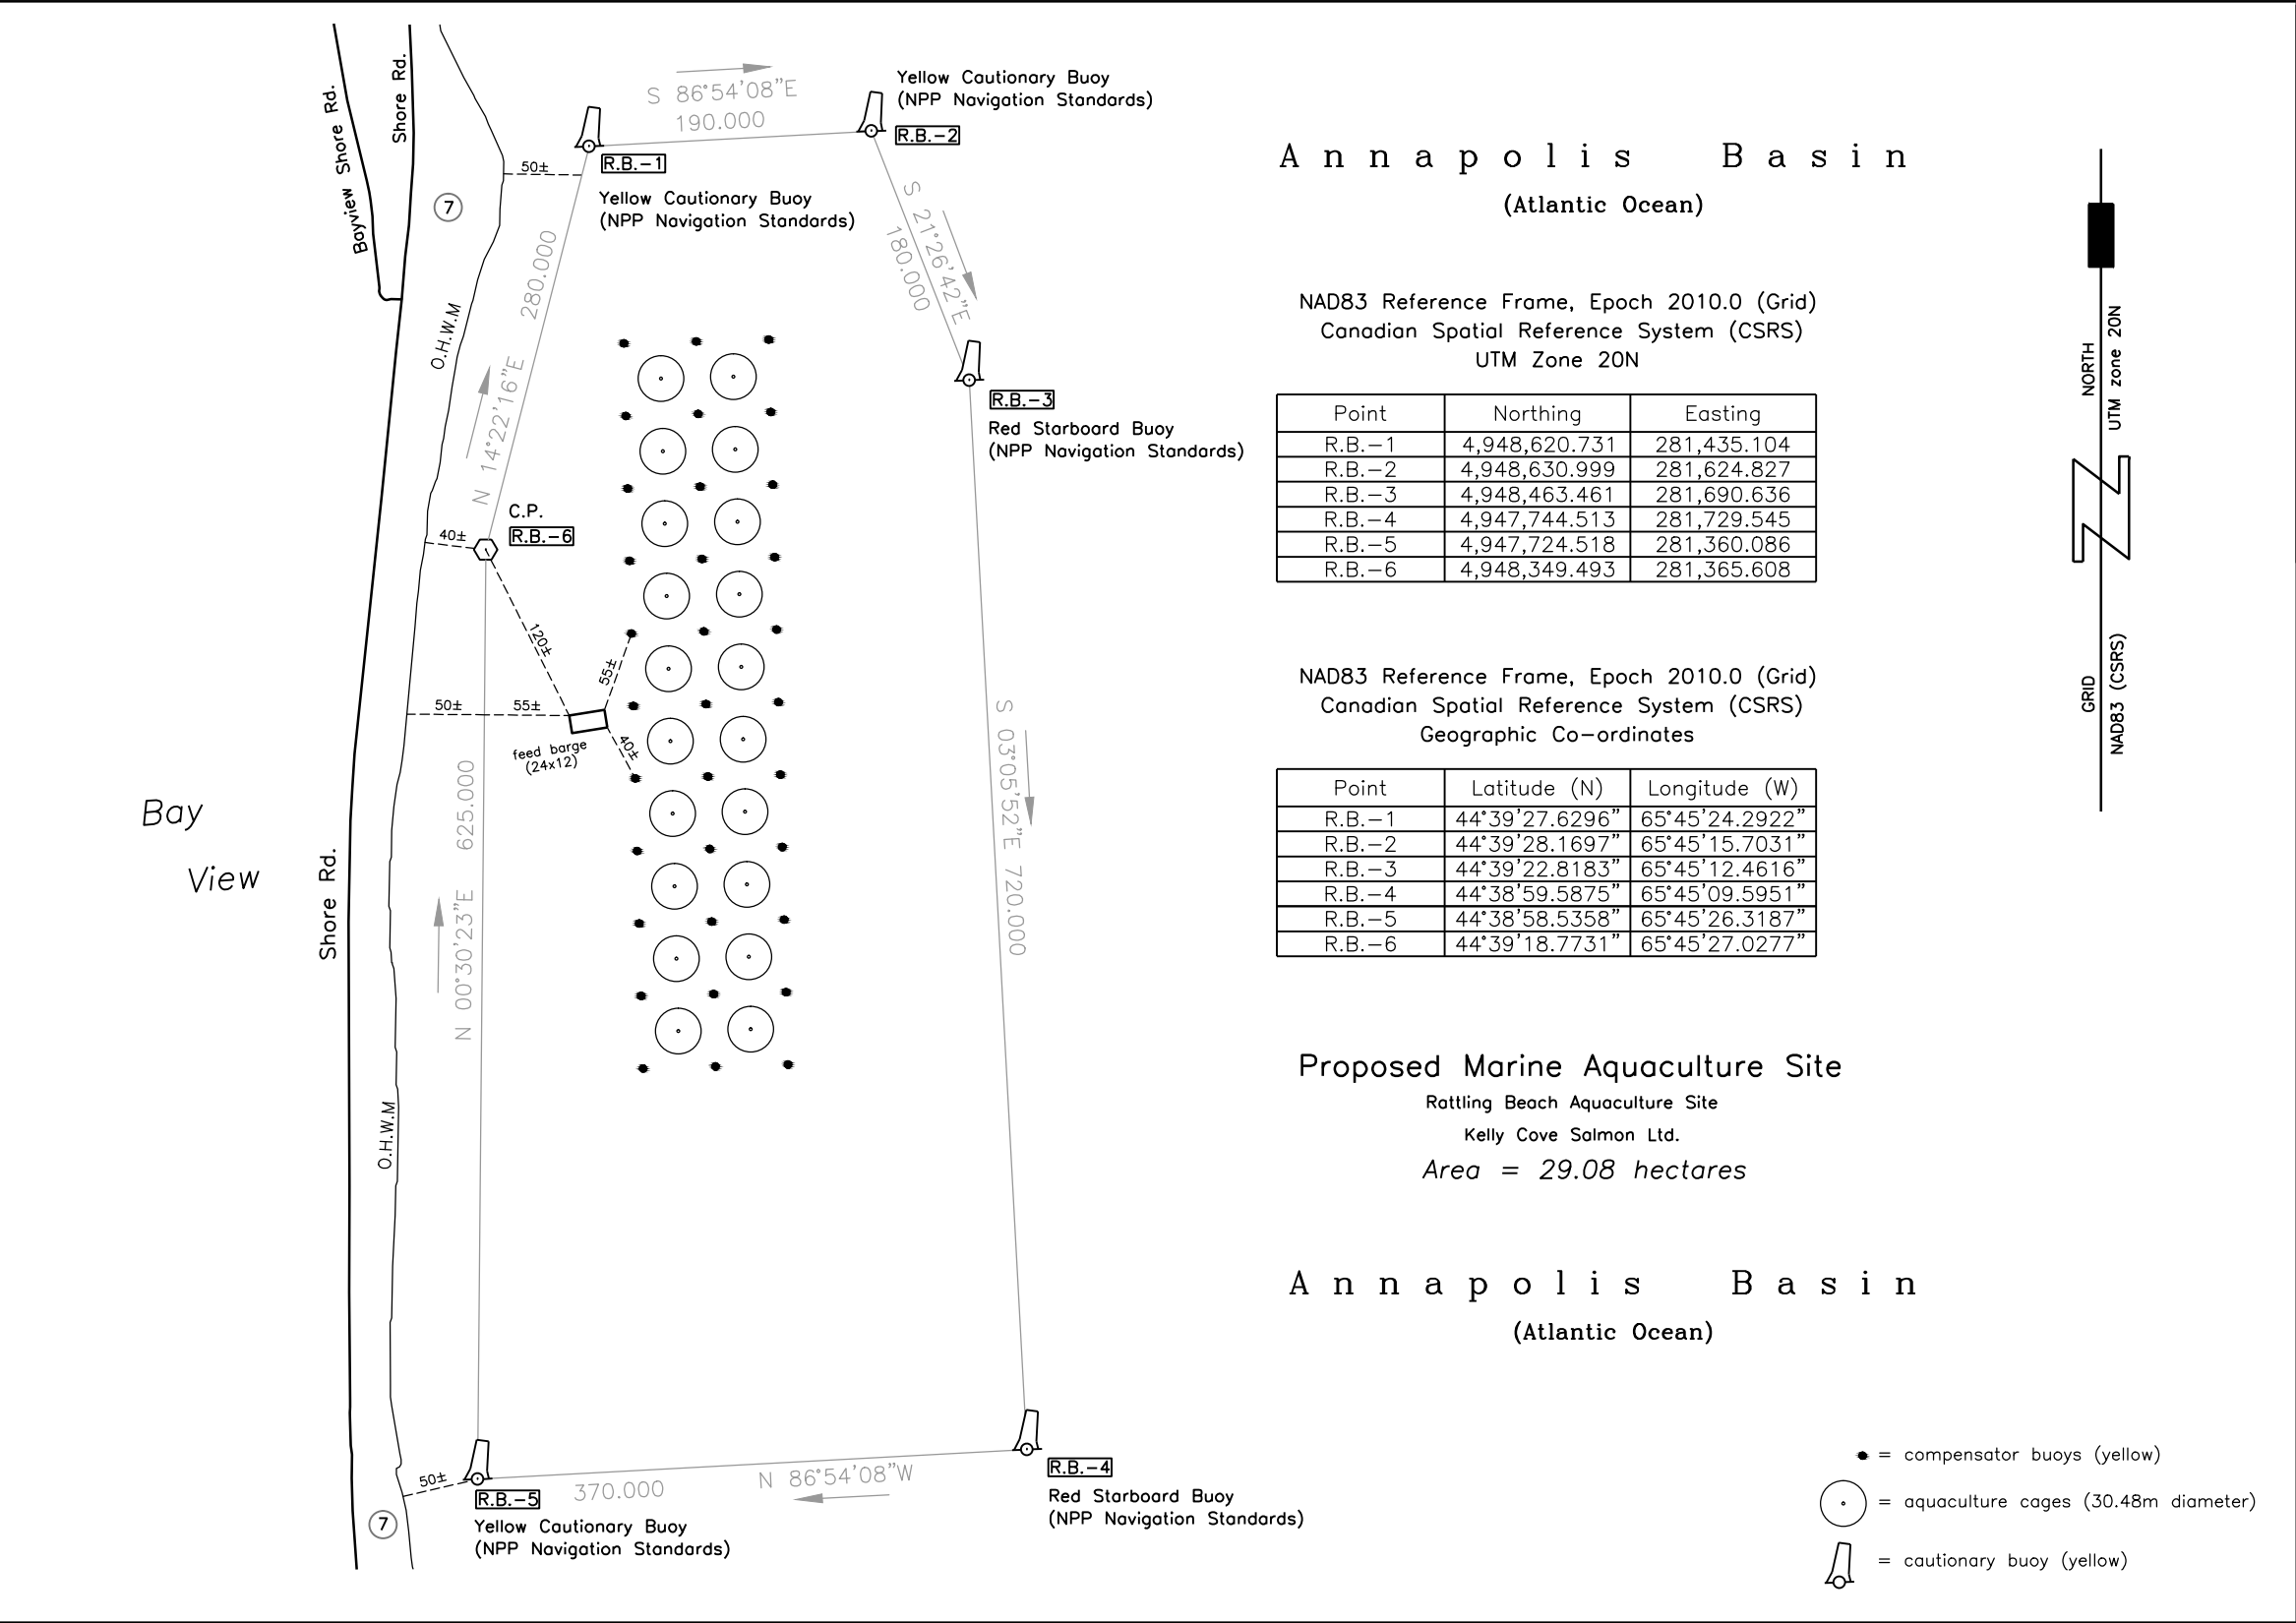 Bayview Shore Rd.
Shore Rd.
S 86°54'08"E
190.000
Yellow Cautionary Buoy
(NPP Navigation Standards)
R.B.-2
R.B.-1
Yellow Cautionary Buoy
(NPP Navigation Standards)
50±
7
O.H.W.M
N 14°22'16"E 280.000
S 21°26'42"E
180.000
R.B.-3
Red Starboard Buoy
(NPP Navigation Standards)
C.P.
R.B.-6
40±
120±
55±
50±
55±
40±
feed barge
(24x12)
Bay
View
Shore Rd.
N 00°30'23"E 625.000
S 03°05'52"E 720.000
O.H.W.M
50±
7
R.B.-5
Yellow Cautionary Buoy
(NPP Navigation Standards)
370.000
N 86°54'08"W
R.B.-4
Red Starboard Buoy
(NPP Navigation Standards)
Annapolis Basin
(Atlantic Ocean)
NAD83 Reference Frame, Epoch 2010.0 (Grid)
Canadian Spatial Reference System (CSRS)
UTM Zone 20N
Point Northing Easting
R.B.-1 4,948,620.731 281,435.104
R.B.-2 4,948,630.999 281,624.827
R.B.-3 4,948,463.461 281,690.636
R.B.-4 4,947,744.513 281,729.545
R.B.-5 4,947,724.518 281,360.086
R.B.-6 4,948,349.493 281,365.608
NAD83 Reference Frame, Epoch 2010.0 (Grid)
Canadian Spatial Reference System (CSRS)
Geographic Co-ordinates
Point Latitude (N) Longitude (W)
R.B.-1 44°39'27.6296" 65°45'24.2922"
R.B.-2 44°39'28.1697" 65°45'15.7031"
R.B.-3 44°39'22.8183" 65°45'12.4616"
R.B.-4 44°38'59.5875" 65°45'09.5951"
R.B.-5 44°38'58.5358" 65°45'26.3187"
R.B.-6 44°39'18.7731" 65°45'27.0277"
Proposed Marine Aquaculture Site
Rattling Beach Aquaculture Site
Kelly Cove Salmon Ltd.
Area = 29.08 hectares
Annapolis Basin
(Atlantic Ocean)
GRID NORTH
NAD83 (CSRS) UTM zone 20N
= compensator buoys (yellow)
= aquaculture cages (30.48m diameter)
= cautionary buoy (yellow)